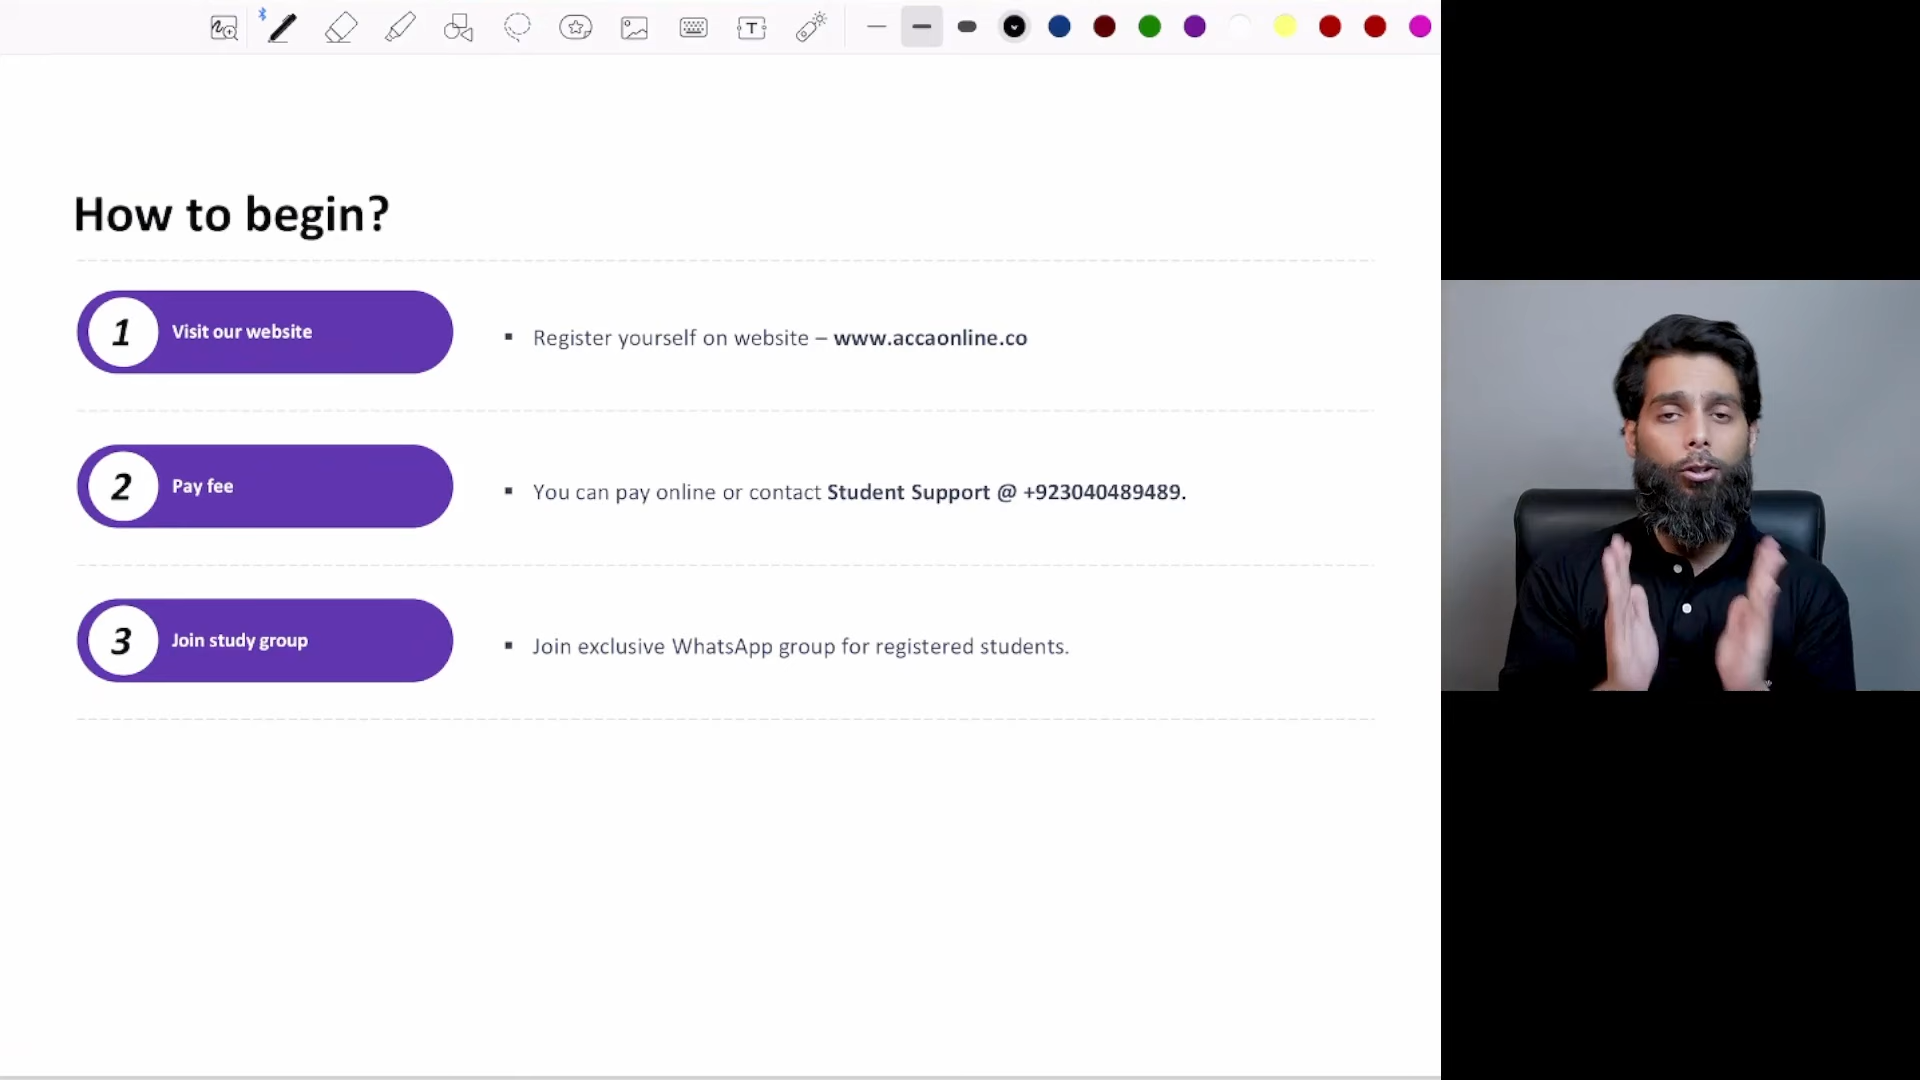 How to begin?
1 Visit our website
▪ Register yourself on website – www.accaonline.co
2 Pay fee
▪ You can pay online or contact Student Support @ +923040489489.
3 Join study group
▪ Join exclusive WhatsApp group for registered students.